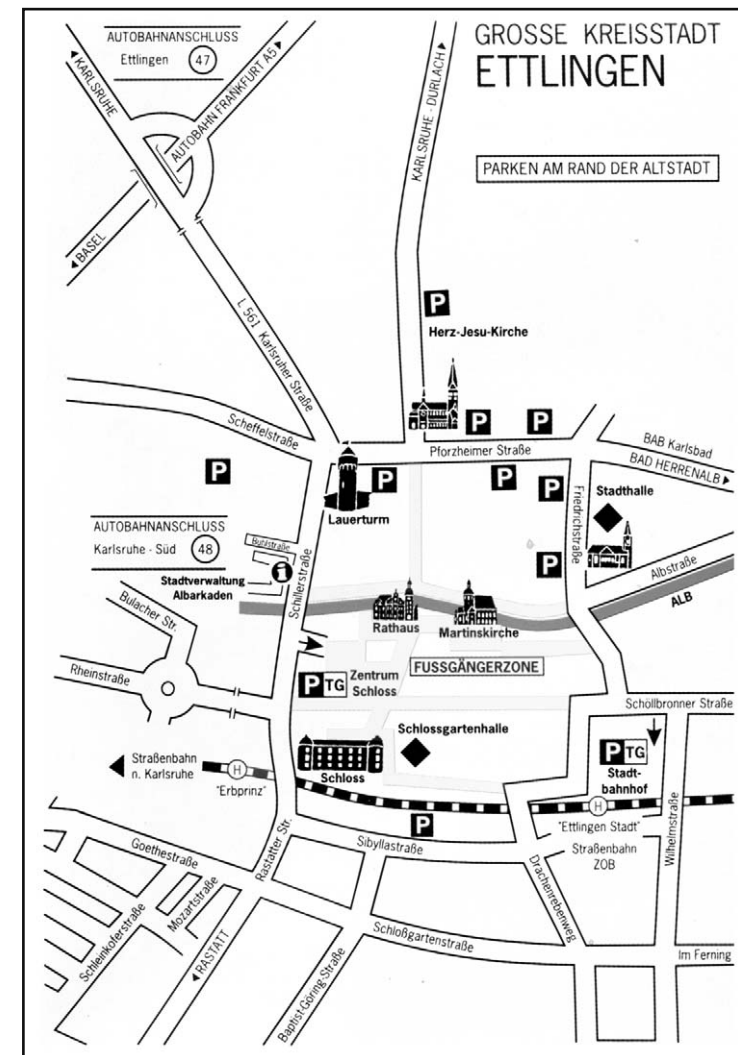 GROSSE KREISSTADT
ETTLINGEN
PARKEN AM RAND DER ALTSTADT
AUTOBAHNANSCHLUSS
Ettlingen 47
KARLSRUHE
AUTOBAHN FRANKFURT A5
BASEL
KARLSRUHE - DURLACH
L 561 Karlsruher Straße
P
Herz-Jesu-Kirche
Scheffelstraße
P
P
Pforzheimer Straße
BAB Karlsbad
BAD HERRENALB
P
P
P
P
Lauerturm
Friedrichstraße
Stadthalle
AUTOBAHNANSCHLUSS
Karlsruhe - Süd 48
i
Stadtverwaltung
Albarkaden
Schillerstraße
P
Albstraße
ALB
Bulacher Str.
Rathaus
Martinskirche
FUSSGÄNGERZONE
Rheinstraße
P TG
Zentrum
Schloss
Schöllbronner Straße
Schlossgartenhalle
Schloss
P TG
Stadt-
bahnhof
Straßenbahn
n. Karlsruhe
H
"Erbprinz"
H
"Ettlingen Stadt"
Straßenbahn
ZOB
Wilhelmstraße
P
Sibyllastraße
Rastatter Str.
Goethestraße
Mozartstraße
Schleinkoferstraße
RASTATT
Drachenrebenweg
Schloßgartenstraße
Im Ferning
Baptist-Göring-Straße